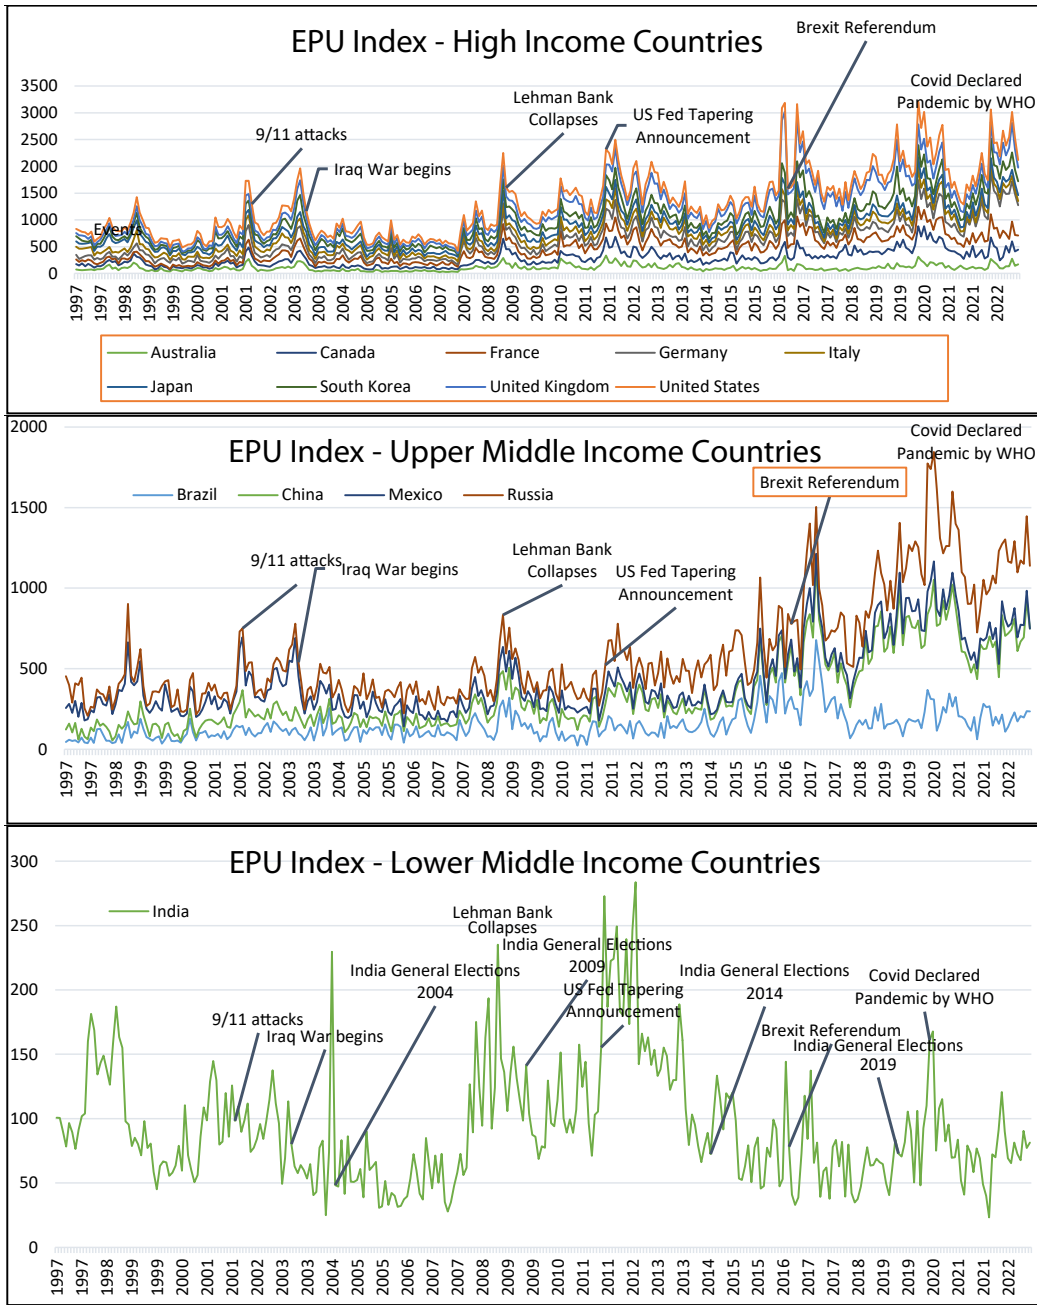 EPU Index - High Income Countries
Brexit Referendum
Covid Declared
Pandemic by WHO
Lehman Bank
Collapses
US Fed Tapering
Announcement
9/11 attacks
Iraq War begins
Events
3500
3000
2500
2000
1500
1000
500
0
1997 1997 1998 1999 1999 2000 2001 2001 2002 2003 2003 2004 2005 2005 2006 2007 2007 2008 2009 2009 2010 2011 2011 2012 2013 2013 2014 2015 2015 2016 2017 2017 2018 2019 2019 2020 2021 2021 2022
Australia Canada France Germany Italy
Japan South Korea United Kingdom United States
EPU Index - Upper Middle Income Countries
Covid Declared
Pandemic by WHO
Brexit Referendum
Brazil China Mexico Russia
9/11 attacks
Iraq War begins
Lehman Bank
Collapses
US Fed Tapering
Announcement
2000
1500
1000
500
0
1997 1997 1998 1999 1999 2000 2001 2001 2002 2003 2003 2004 2005 2005 2006 2007 2007 2008 2009 2009 2010 2011 2011 2012 2013 2013 2014 2015 2015 2016 2017 2017 2018 2019 2019 2020 2021 2021 2022
EPU Index - Lower Middle Income Countries
India
Lehman Bank
Collapses
India General Elections
2009
India General Elections
2004
US Fed Tapering
Announcement
India General Elections
2014
Covid Declared
Pandemic by WHO
9/11 attacks
Iraq War begins
Brexit Referendum
India General Elections
2019
300
250
200
150
100
50
0
1997 1997 1998 1999 1999 2000 2001 2001 2002 2003 2003 2004 2005 2005 2006 2007 2007 2008 2009 2009 2010 2011 2011 2012 2013 2013 2014 2015 2015 2016 2017 2017 2018 2019 2019 2020 2021 2021 2022